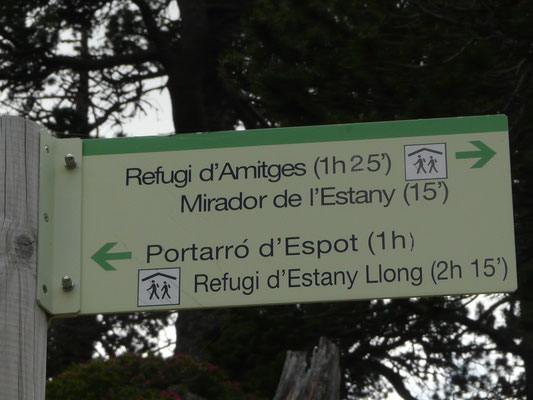 Refugi d'Amitges (1h 25')
Mirador de l'Estany (15')
Portarró d'Espot (1h)
Refugi d'Estany Llong (2h 15')